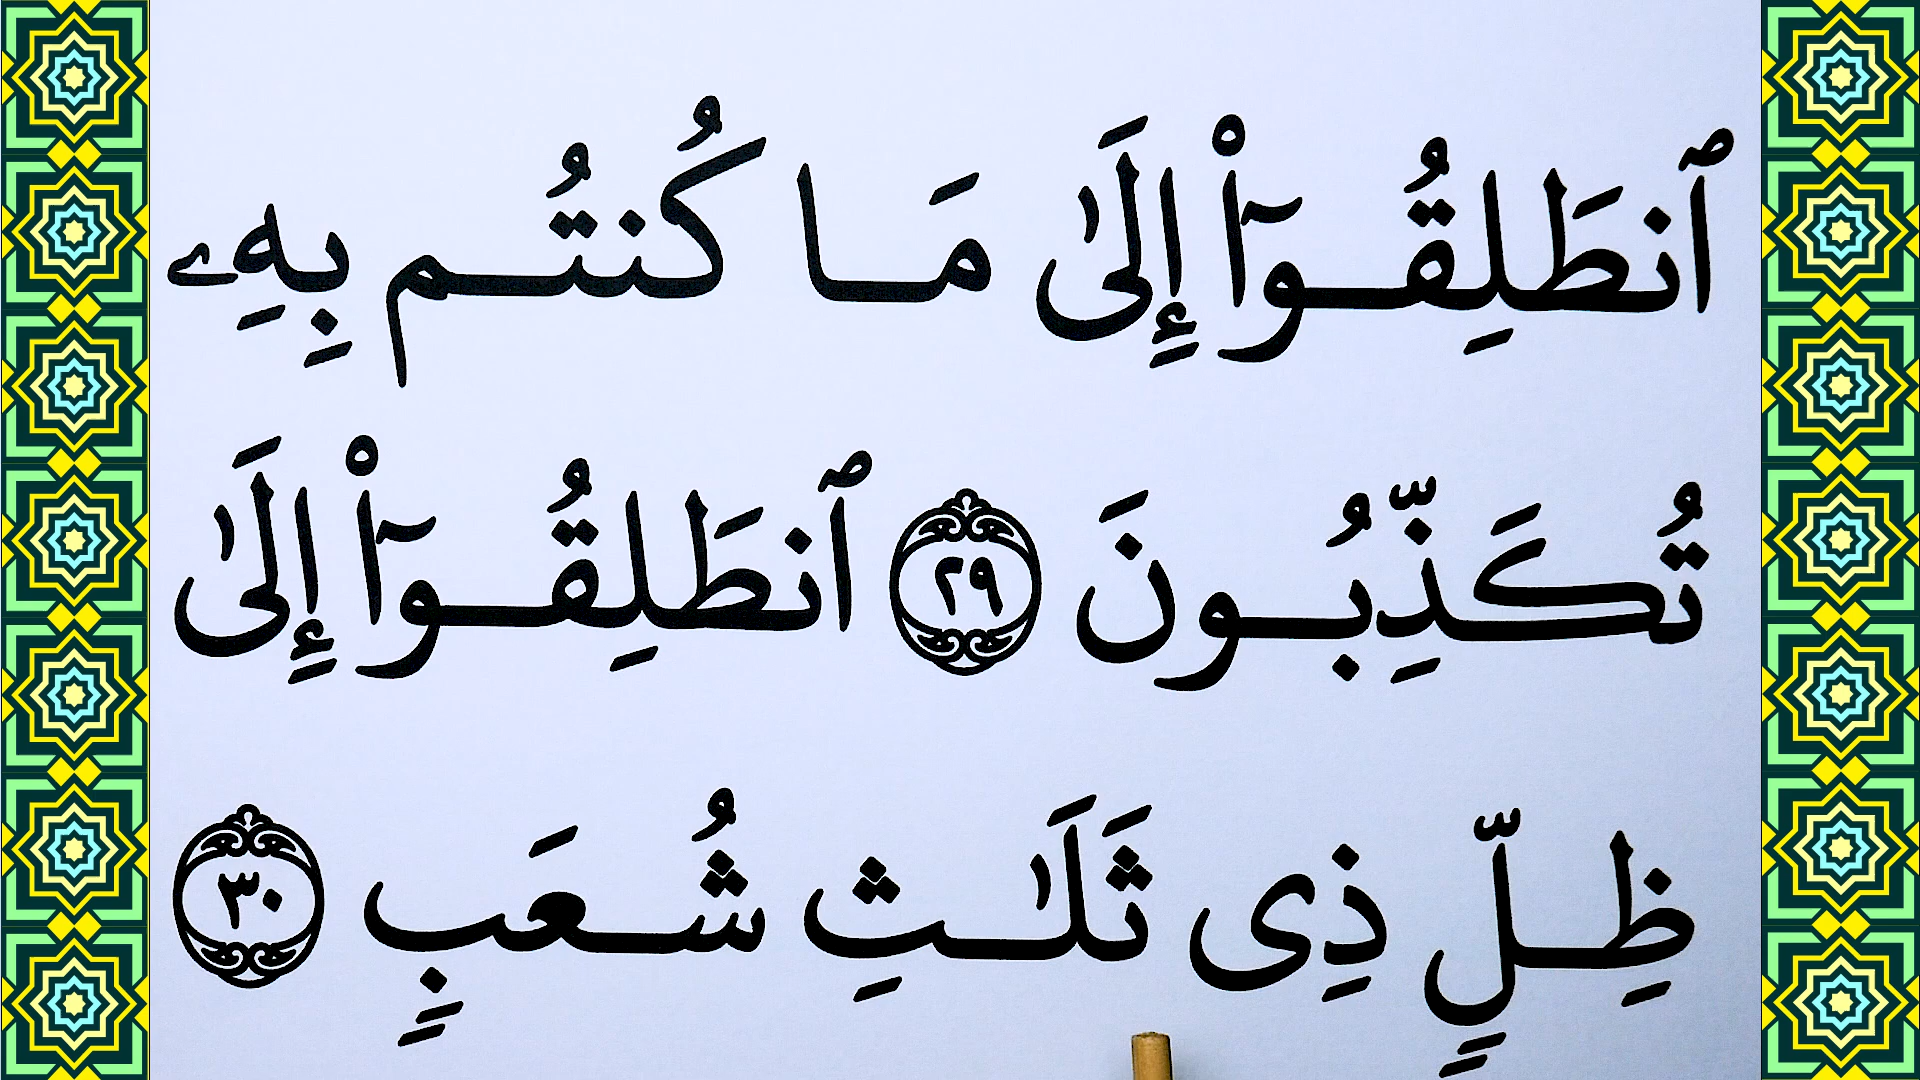 ٱنطَلِقُوٓا۟ إِلَىٰ مَا كُنتُم بِهِۦ
تُكَذِّبُونَ ٢٩ ٱنطَلِقُوٓا۟ إِلَىٰ
ظِلٍّ ذِى ثَلَـٰثِ شُعَبٍ ٣٠